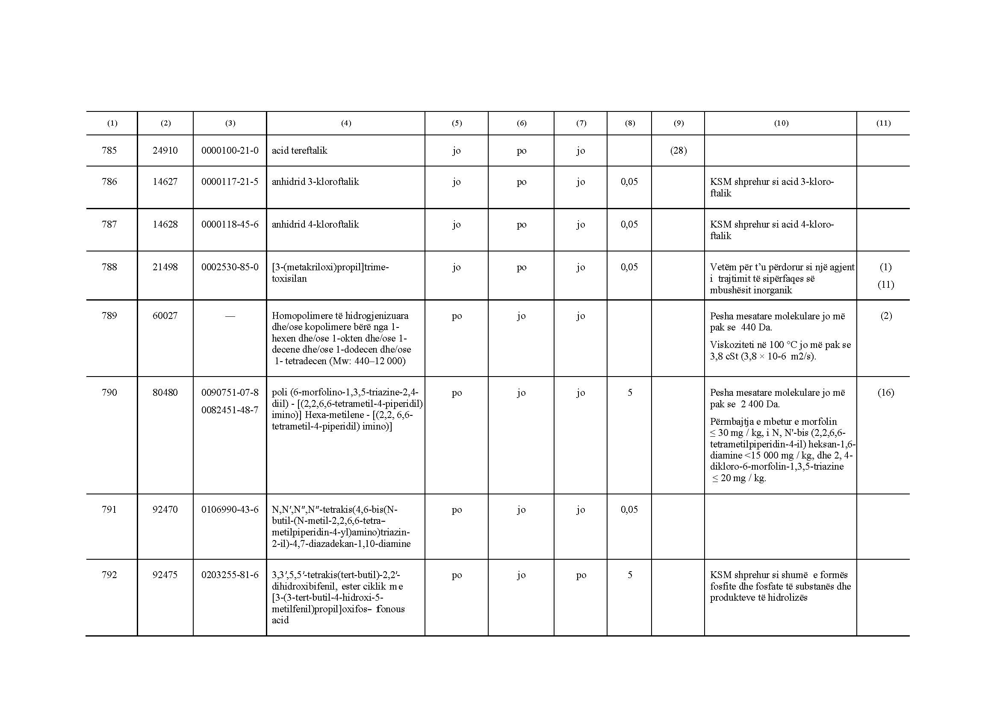 (1) (2) (3) (4) (5) (6) (7) (8) (9) (10) (11)
785 24910 0000100-21-0 acid tereftalik jo po jo (28)
786 14627 0000117-21-5 anhidrid 3-kloroftalik jo po jo 0,05 KSM shprehur si acid 3-kloro-
ftalik
787 14628 0000118-45-6 anhidrid 4-kloroftalik jo po jo 0,05 KSM shprehur si acid 4-kloro-
ftalik
788 21498 0002530-85-0 [3-(metakriloxi)propil]trime- jo po jo 0,05 Vetëm për t’u përdorur si një agjent (1)
toxisilan i trajtimit të sipërfaqes së
mbushësit inorganik
(11)
789 60027 — Homopolimere të hidrogjenizuara po jo jo Pesha mesatare molekulare jo më (2)
dhe/ose kopolimere bërë nga 1- pak se 440 Da.
hexen dhe/ose 1-okten dhe/ose 1- Viskoziteti në 100 °C jo më pak se
decene dhe/ose 1-dodecen dhe/ose 3,8 cSt (3,8 × 10-6 m2/s).
1- tetradecen (Mw: 440–12 000)
790 80480 0090751-07-8 poli (6-morfolino-1,3,5-triazine-2,4- po jo jo 5 Pesha mesatare molekulare jo më (16)
0082451-48-7 diil) - [(2,2,6,6-tetrametil-4-piperidil) pak se 2 400 Da.
imino)] Hexa-metilene - [(2,2, 6,6- Përmbajtja e mbetur e morfolin
tetrametil-4-piperidil) imino)] ≤ 30 mg / kg, i N, N'-bis (2,2,6,6-
tetrametilpiperidin-4-il) heksan-1,6-
diamine <15 000 mg / kg, dhe 2, 4-
dikloro-6-morfolin-1,3,5-triazine
≤ 20 mg / kg.
791 92470 0106990-43-6 N,N′,N″,N″-tetrakis(4,6-bis(N- po jo jo 0,05
butil-(N-metil-2,2,6,6-tetra–
metilpiperidin-4-yl)amino)triazin-
2-il)-4,7-diazadekan-1,10-diamine
792 92475 0203255-81-6 3,3′,5,5′-tetrakis(tert-butil)-2,2′- po jo po 5 KSM shprehur si shumë e formës
dihidroxibifenil, ester ciklik me fosfite dhe fosfate të substanës dhe
[3-(3-tert-butil-4-hidroxi-5- produkteve të hidrolizës
metilfenil)propil]oxifos– fonous
acid